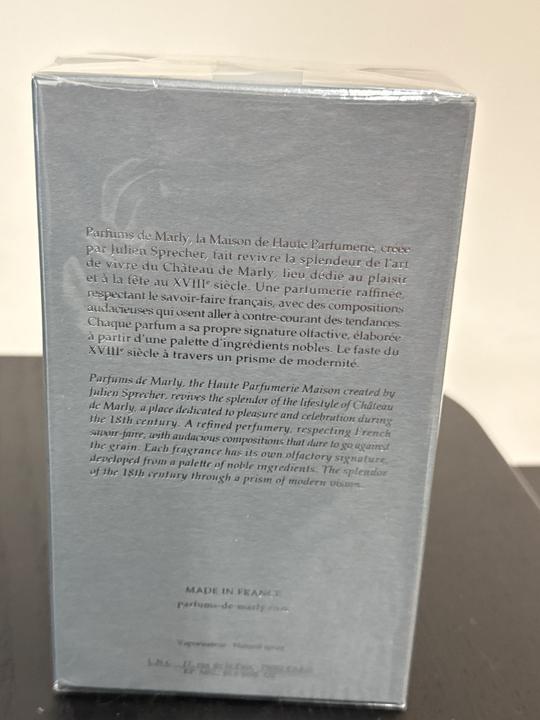 Parfums de Marly, la Maison de Haute Parfumerie, créée
par Julien Sprecher, fait revivre la splendeur de l'art
de vivre du Château de Marly, lieu dédié au plaisir
et à la fête au XVIIIe siècle. Une parfumerie raffinée,
respectant le savoir-faire français, avec des compositions
audacieuses qui osent aller à contre-courant des tendances.
Chaque parfum a sa propre signature olfactive, élaborée
à partir d'une palette d'ingrédients nobles. Le faste du
XVIIIe siècle à travers un prisme de modernité.
Parfums de Marly, the Haute Parfumerie Maison created by
Julien Sprecher, revives the splendor of the lifestyle of Château
de Marly, a place dedicated to pleasure and celebration during
the 18th century. A refined perfumery, respecting French
savoir-faire, with audacious compositions that dare to go against
the grain. Each fragrance has its own olfactory signature,
developed from a palette of noble ingredients. The splendor
of the 18th century through a prism of modern vision.
MADE IN FRANCE
parfums-de-marly.com
Vaporisateur Natural spray